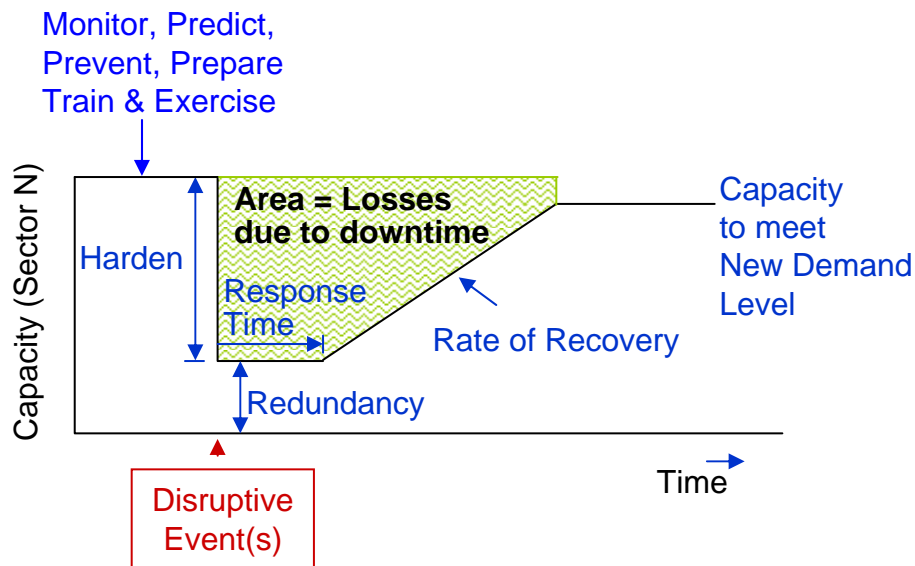 Monitor, Predict,
Prevent, Prepare
Train & Exercise
Capacity (Sector N)
Area = Losses
due to downtime
Harden
Response
Time
Rate of Recovery
Redundancy
Capacity
to meet
New Demand
Level
Time
Disruptive
Event(s)